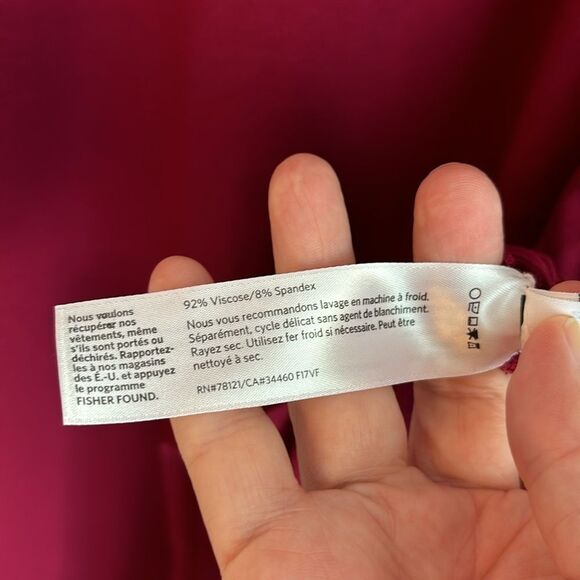 Nous voulons
récupérer nos
vêtements, même
s'ils sont portés ou
déchirés. Rapportez-
les à nos magasins
des É.-U. et appuyez
le programme
FISHER FOUND.
92% Viscose/8% Spandex
Nous vous recommandons lavage en machine à froid.
Séparément, cycle délicat sans agent de blanchiment.
Rayez sec. Utilisez fer froid si nécessaire. Peut être
nettoyé à sec.
RN#78121/CA#34460 F17VF